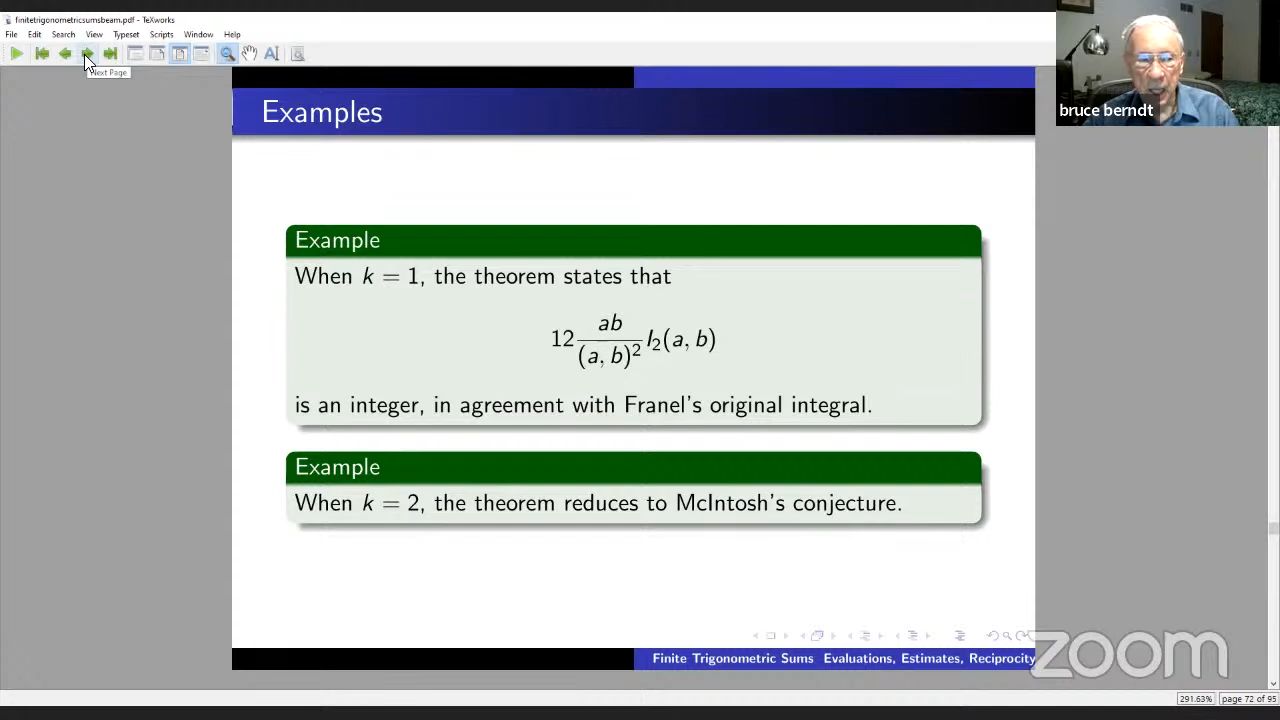 finitetrigonometricsumsbeam.pdf - TeXworks
File Edit Search View Typeset Scripts Window Help
Next Page
bruce berndt
Examples
Example
When k = 1, the theorem states that
12 ab/(a, b)² I₂(a, b)
is an integer, in agreement with Franel's original integral.
Example
When k = 2, the theorem reduces to McIntosh's conjecture.
Finite Trigonometric Sums Evaluations, Estimates, Reciprocity
zoom
291.63% page 72 of 95